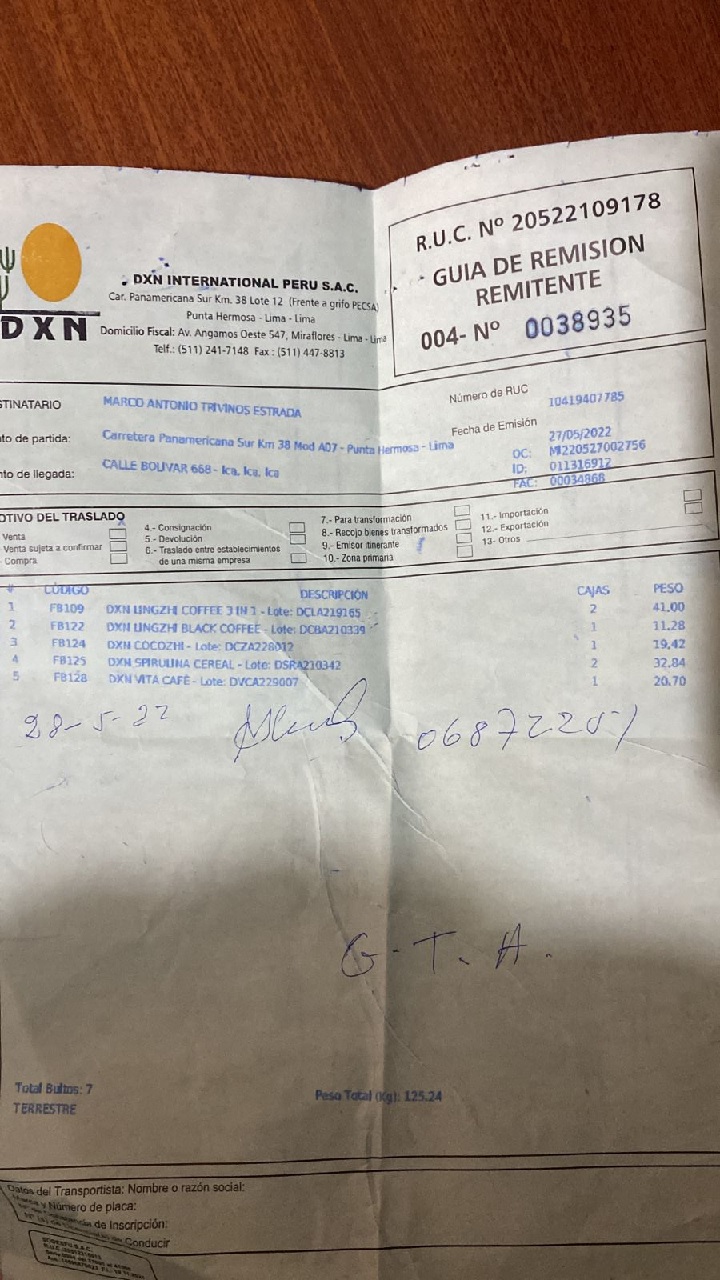 R.U.C. Nº 20522109178
GUIA DE REMISION
REMITENTE
004- Nº 0038935
DXN
DXN INTERNATIONAL PERU S.A.C.
Car. Panamericana Sur Km. 38 Lote 12 (Frente a grifo PECSA)
Punta Hermosa - Lima - Lima
Domicilio Fiscal: Av. Angamos Oeste 547, Miraflores - Lima - Lima
Telf.: (511) 241-7148 Fax : (511) 447-8813
STINATARIO MARCO ANTONIO TRIVINOS ESTRADA
Número de RUC 10419407785
nto de partida: Carretera Panamericana Sur Km 38 Mod A07 - Punta Hermosa - Lima
Fecha de Emisión 27/05/2022
nto de llegada: CALLE BOLIVAR 668 - Ica, Ica, Ica
OC: MI220527002756
ID: 011316912
FAC: 00034868
OTIVO DEL TRASLADO
Venta
Venta sujeta a confirmar
Compra
4.- Consignación
5.- Devolución
6.- Traslado entre establecimientos
de una misma empresa
7.- Para transformación
8.- Recojo bienes transformados
9.- Emisor itinerante
10.- Zona primaria
11.- Importación
12.- Exportación
13- Otros
# CÓDIGO DESCRIPCIÓN CAJAS PESO
1 FB109 DXN LINGZHI COFFEE 3 IN 1 - Lote: DCLA219165 2 41.00
2 FB122 DXN LINGZHI BLACK COFFEE - Lote: DCBA210339 1 11.28
3 FB124 DXN COCOZHI - Lote: DCZA228012 1 19.42
4 FB125 DXN SPIRULINA CEREAL - Lote: DSRA210342 2 32.84
5 FB128 DXN VITA CAFÉ - Lote: DVCA229007 1 20.70
28-5-22 06872251
G.T.A.
Total Bultos: 7
Peso Total (Kg): 125.24
TERRESTRE
Datos del Transportista: Nombre o razón social:
y Número de placa:
de Inscripción:
Conducir